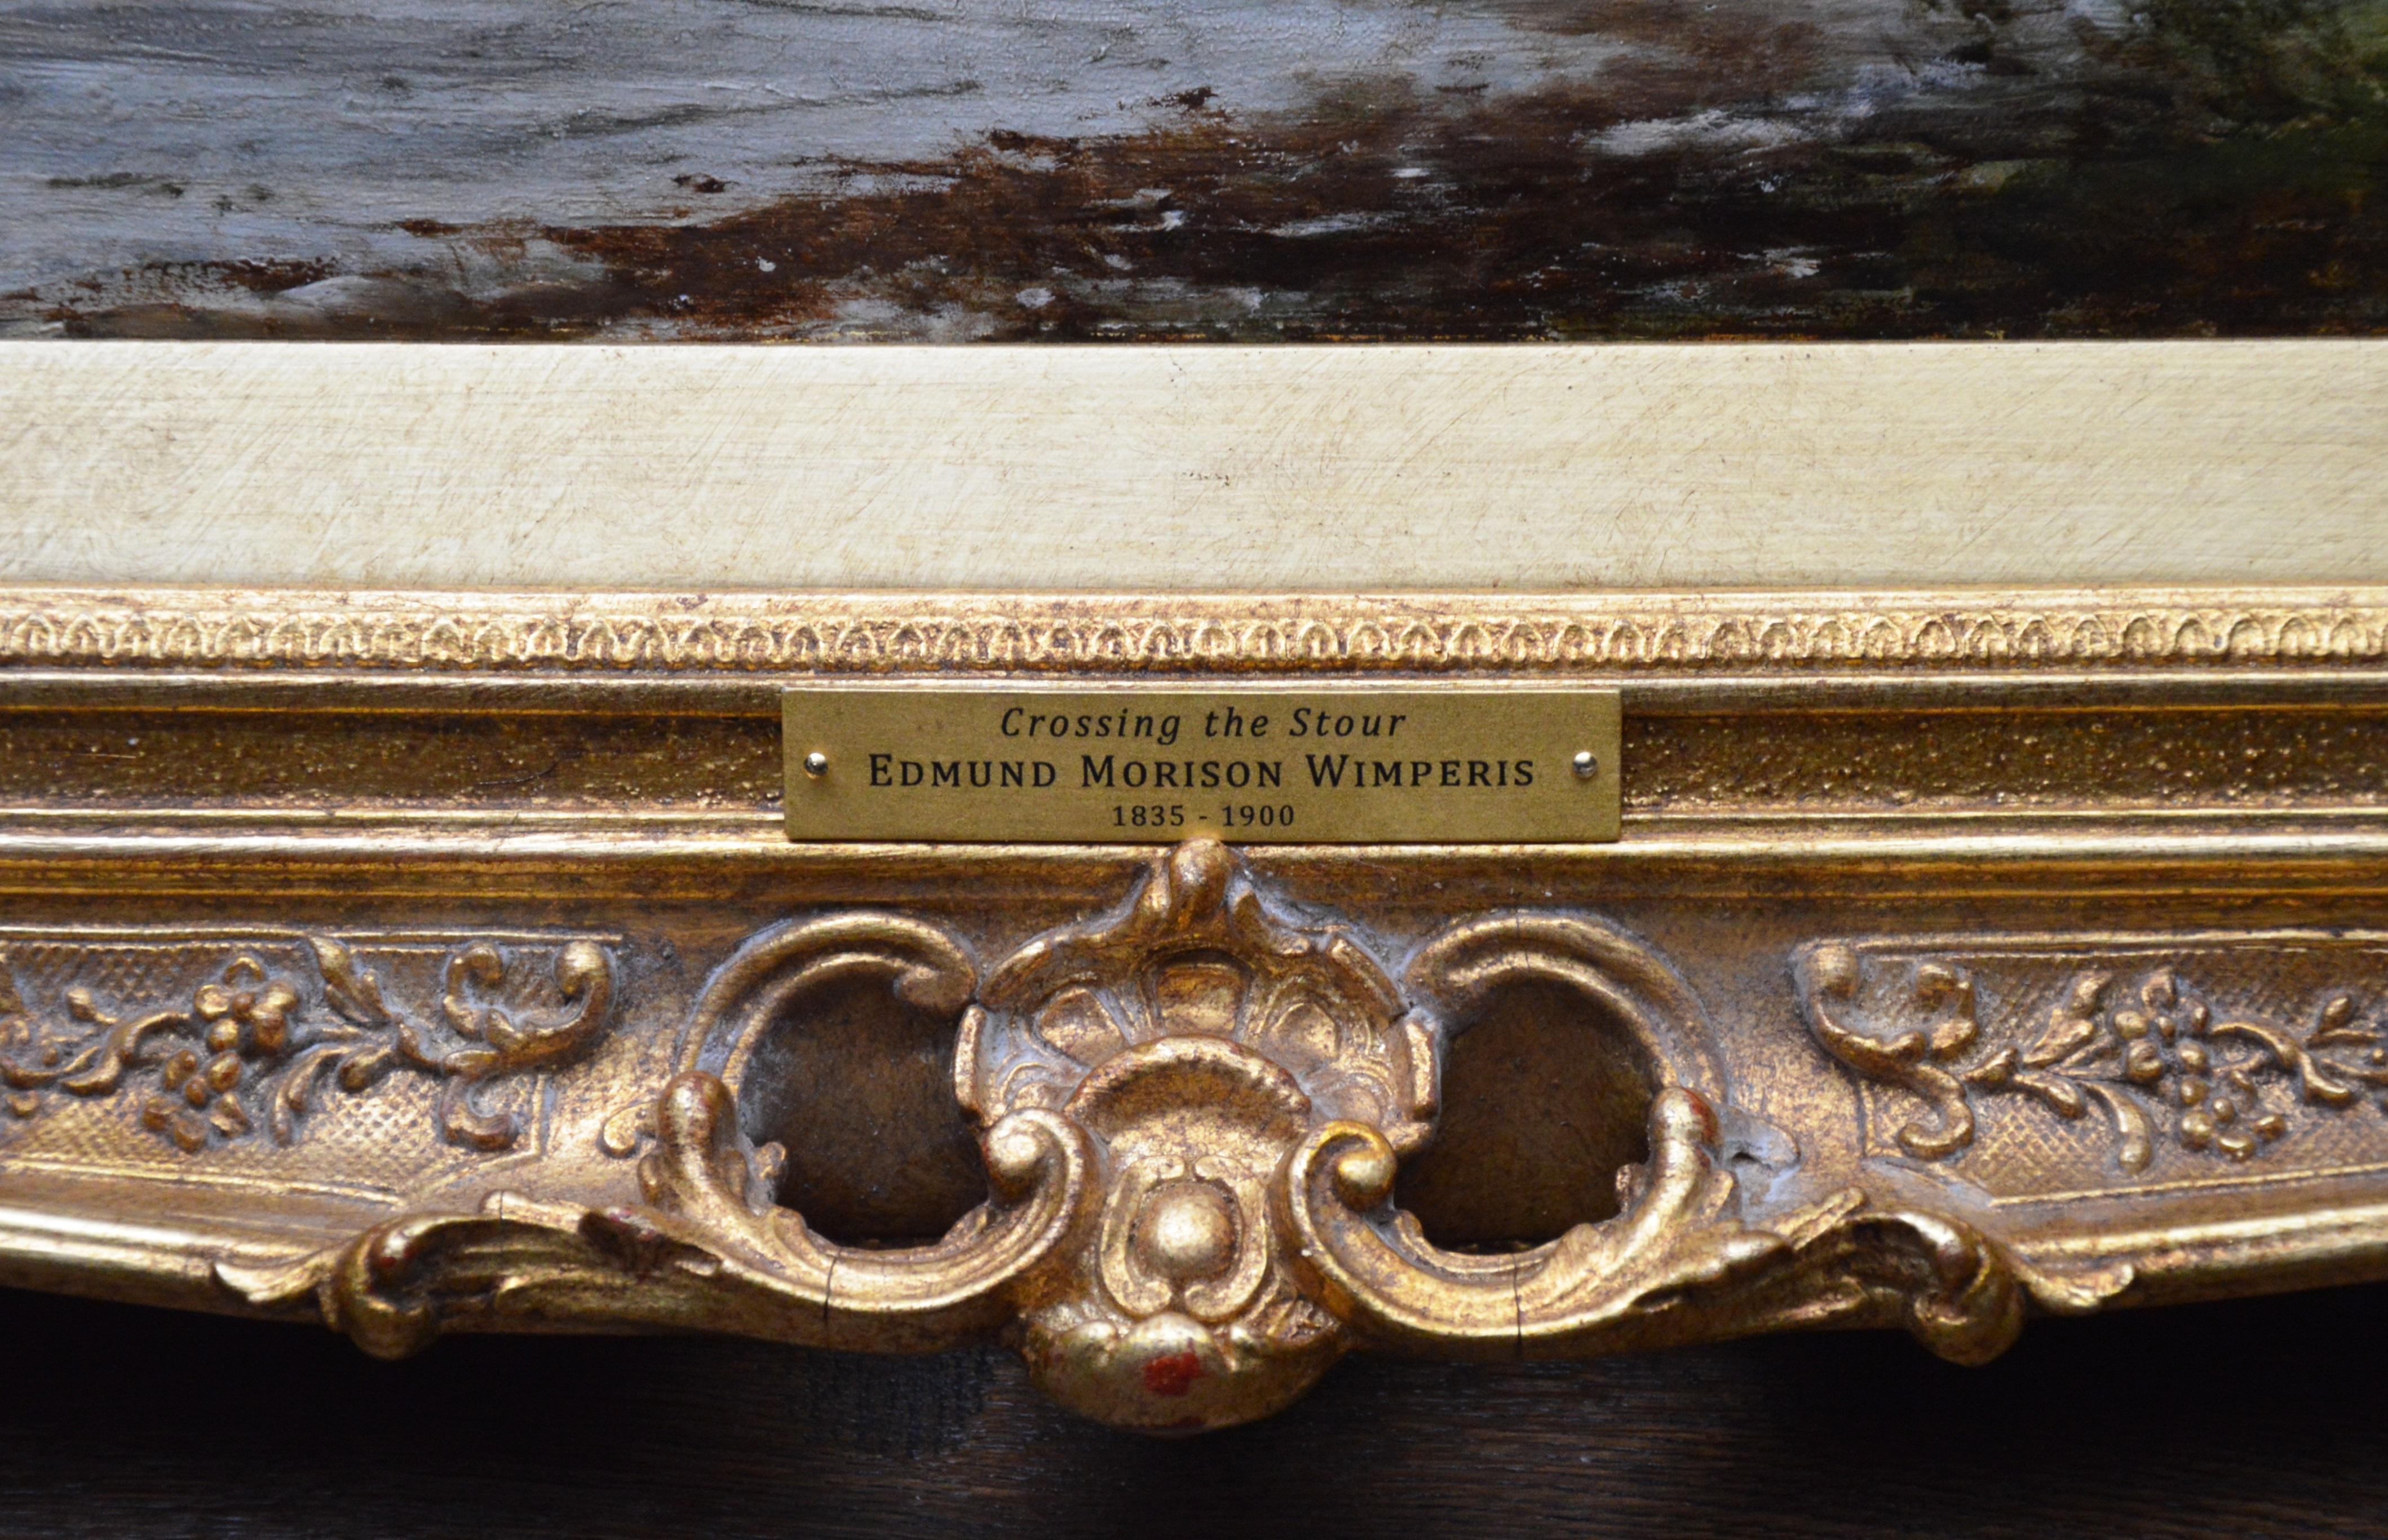 Crossing the Stour
EDMUND MORISON WIMPERIS
1835 - 1900